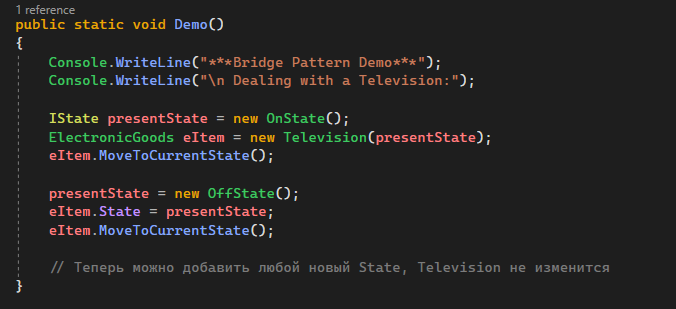 1 reference
public static void Demo()
{
Console.WriteLine("***Bridge Pattern Demo***");
Console.WriteLine("\n Dealing with a Television:");
IState presentState = new OnState();
ElectronicGoods eItem = new Television(presentState);
eItem.MoveToCurrentState();
presentState = new OffState();
eItem.State = presentState;
eItem.MoveToCurrentState();
// Теперь можно добавить любой новый State, Television не изменится
}